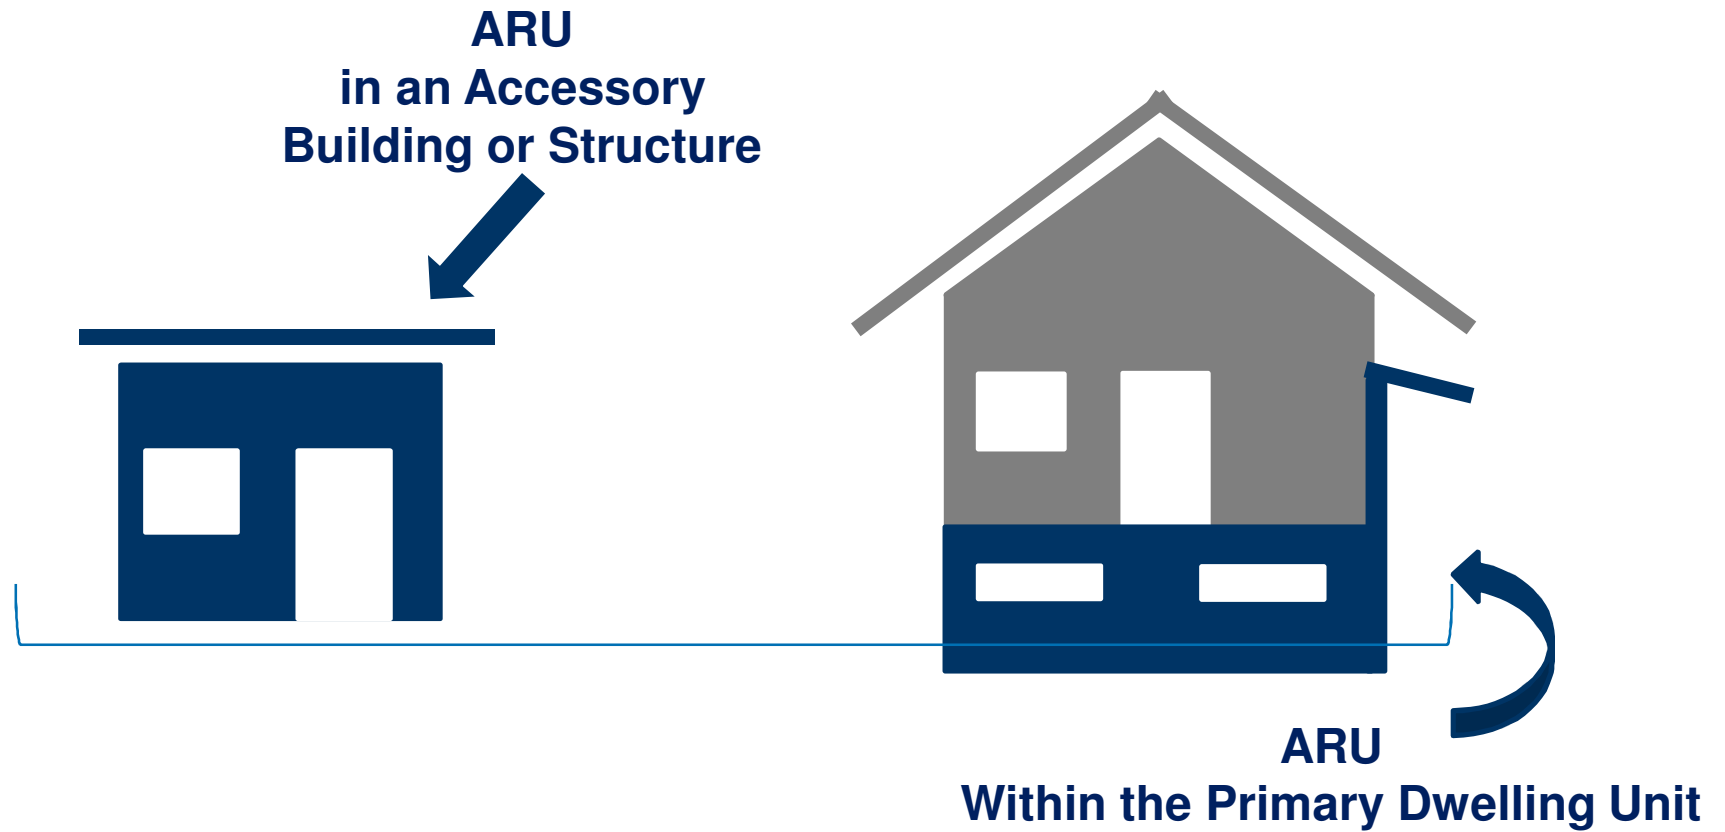 ARU
in an Accessory
Building or Structure
ARU
Within the Primary Dwelling Unit